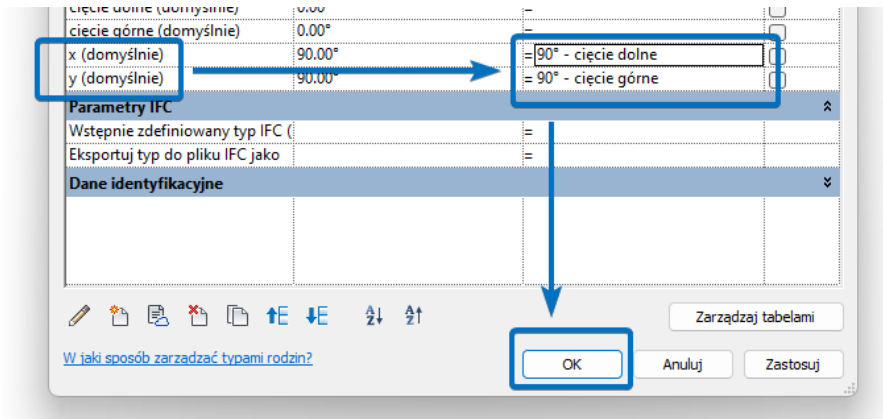 cięcie dolne (domyślnie) 0.00° =
cięcie górne (domyślnie) 0.00° =
x (domyślnie) 90.00° = 90° - cięcie dolne
y (domyślnie) 90.00° = 90° - cięcie górne
Parametry IFC
Wstępnie zdefiniowany typ IFC ( =
Eksportuj typ do pliku IFC jako =
Dane identyfikacyjne
Zarządzaj tabelami
W jaki sposób zarządzać typami rodzin?
OK Anuluj Zastosuj